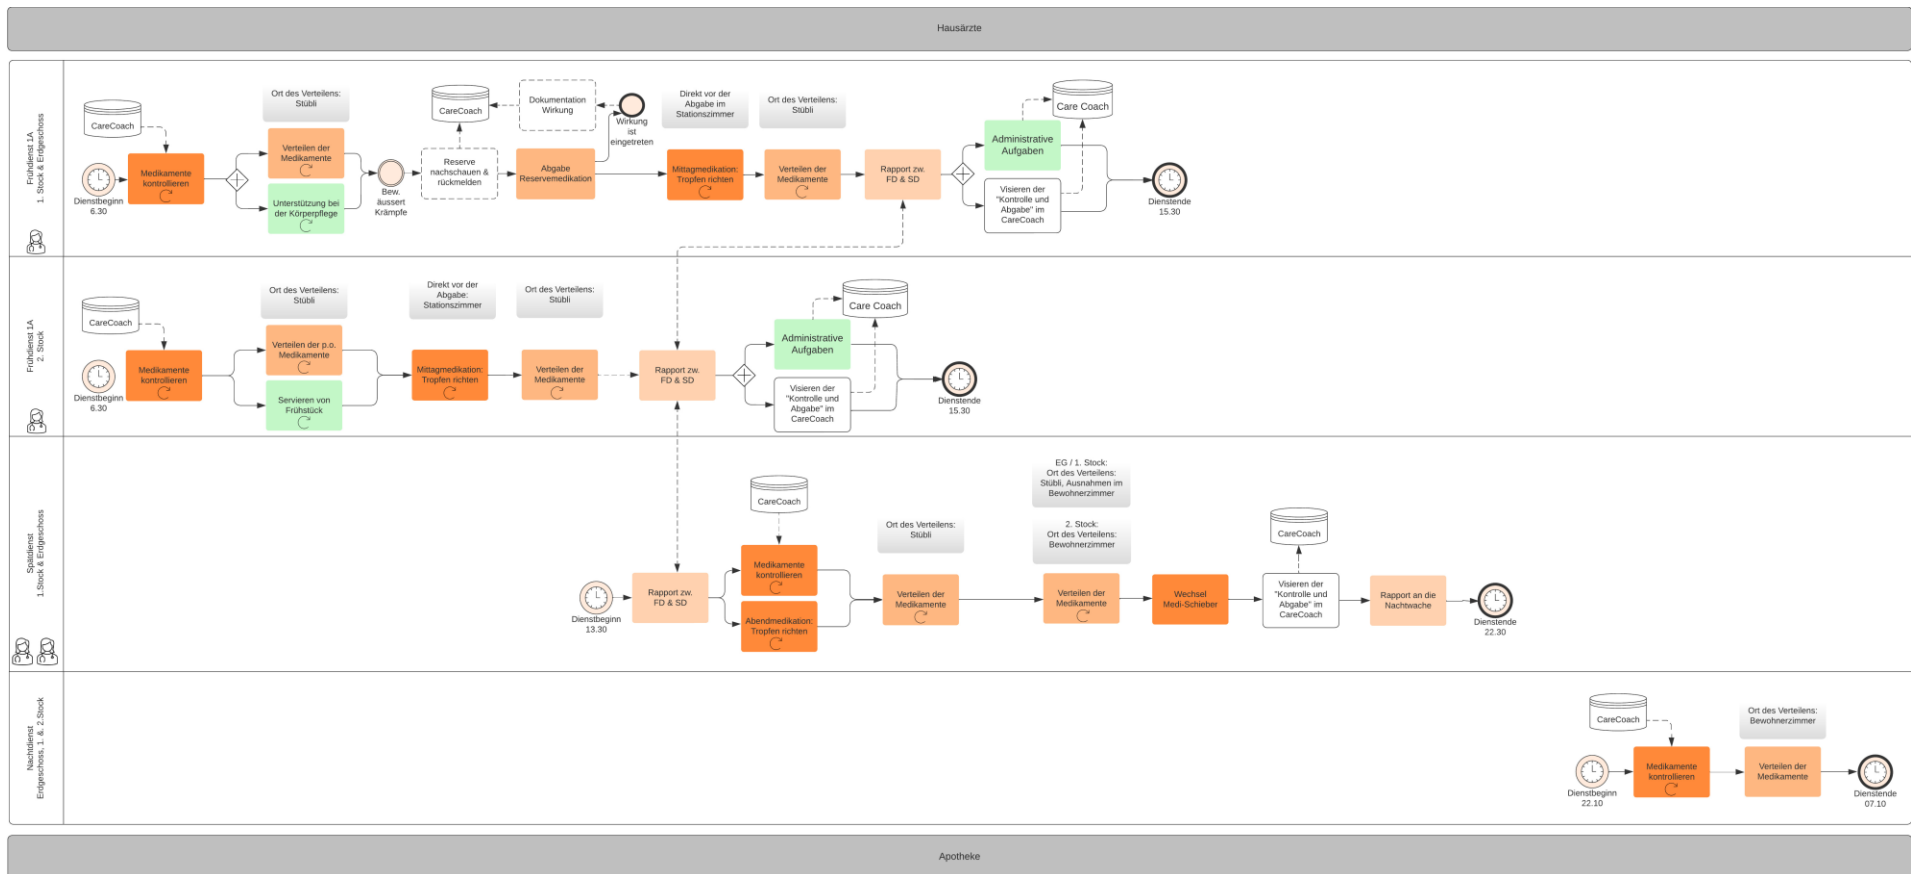 Hausärzte
Frühdienst 1A
1. Stock & Erdgeschoss
CareCoach
Dienstbeginn
6.30
Medikamente
kontrollieren
Ort des Verteilens:
Stübli
Verteilen der
Medikamente
Unterstützung bei
der Körperpflege
Bew.
äussert
Krämpfe
CareCoach
Reserve
nachschauen &
rückmelden
Dokumentation
Wirkung
Wirkung
ist
eingetreten
Abgabe
Reservemedikation
Direkt vor der
Abgabe im
Stationszimmer
Mittagmedikation:
Tropfen richten
Ort des Verteilens:
Stübli
Verteilen der
Medikamente
Rapport zw.
FD & SD
Care Coach
Administrative
Aufgaben
Visieren der
"Kontrolle und
Abgabe" im
CareCoach
Dienstende
15.30
Frühdienst 1A
2. Stock
CareCoach
Dienstbeginn
6.30
Medikamente
kontrollieren
Ort des Verteilens:
Stübli
Verteilen der p.o.
Medikamente
Servieren von
Frühstück
Direkt vor der
Abgabe:
Stationszimmer
Mittagmedikation:
Tropfen richten
Ort des Verteilens:
Stübli
Verteilen der
Medikamente
Rapport zw.
FD & SD
Care Coach
Administrative
Aufgaben
Visieren der
"Kontrolle und
Abgabe" im
CareCoach
Dienstende
15.30
Spätdienst
1.Stock & Erdgeschoss
Dienstbeginn
13.30
Rapport zw.
FD & SD
CareCoach
Medikamente
kontrollieren
Abendmedikation:
Tropfen richten
Ort des Verteilens:
Stübli
Verteilen der
Medikamente
EG / 1. Stock:
Ort des Verteilens:
Stübli, Ausnahmen im
Bewohnerzimmer
2. Stock:
Ort des Verteilens:
Bewohnerzimmer
Verteilen der
Medikamente
Wechsel
Medi-Schieber
CareCoach
Visieren der
"Kontrolle und
Abgabe" im
CareCoach
Rapport an die
Nachtwache
Dienstende
22.30
Nachtdienst
Erdgeschoss, 1. &. 2.Stock
CareCoach
Dienstbeginn
22.10
Medikamente
kontrollieren
Ort des Verteilens:
Bewohnerzimmer
Verteilen der
Medikamente
Dienstende
07.10
Apotheke